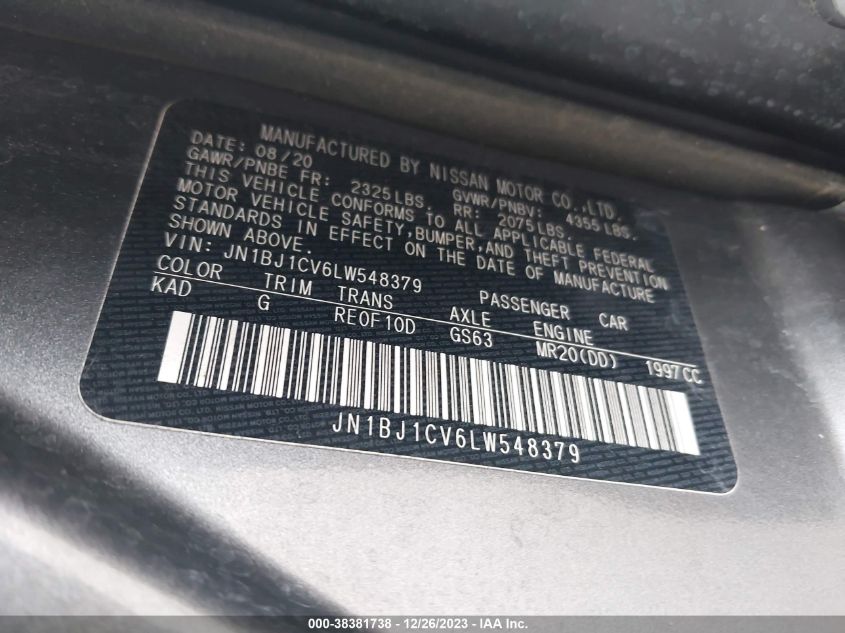 MANUFACTURED BY NISSAN MOTOR CO.,LTD.
DATE: 08/20
GAWR/PNBE FR: 2325LBS. GVWR/PNBV: 4355LBS.
RR: 2075LBS.
THIS VEHICLE CONFORMS TO ALL APPLICABLE FEDERAL
MOTOR VEHICLE SAFETY,BUMPER,AND THEFT PREVENTION
STANDARDS IN EFFECT ON THE DATE OF MANUFACTURE
SHOWN ABOVE.
VIN: JN1BJ1CV6LW548379 PASSENGER CAR
COLOR TRIM TRANS AXLE ENGINE
KAD G RE0F10D GS63 MR20(DD) 1997CC
JN1BJ1CV6LW548379
000-38381738 - 12/26/2023 - IAA Inc.